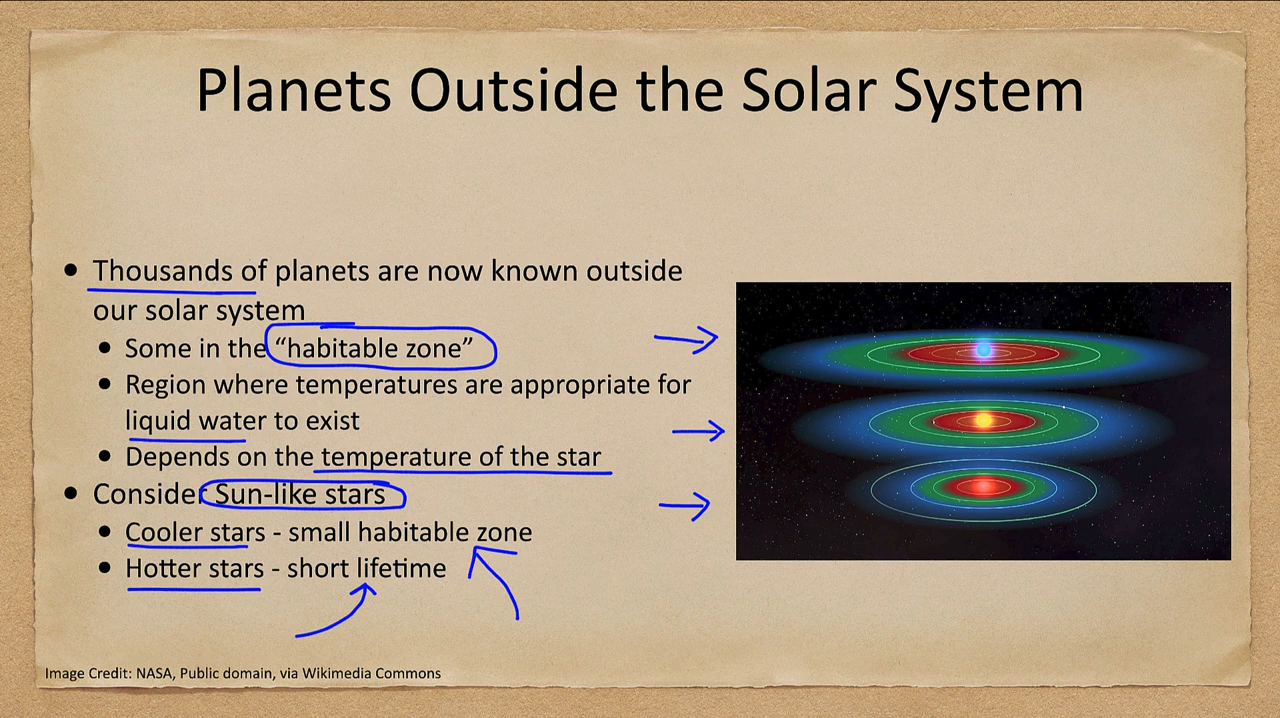 Planets Outside the Solar System
• Thousands of planets are now known outside
our solar system
• Some in the “habitable zone”
• Region where temperatures are appropriate for
liquid water to exist
• Depends on the temperature of the star
• Consider Sun-like stars
• Cooler stars - small habitable zone
• Hotter stars - short lifetime
Image Credit: NASA, Public domain, via Wikimedia Commons